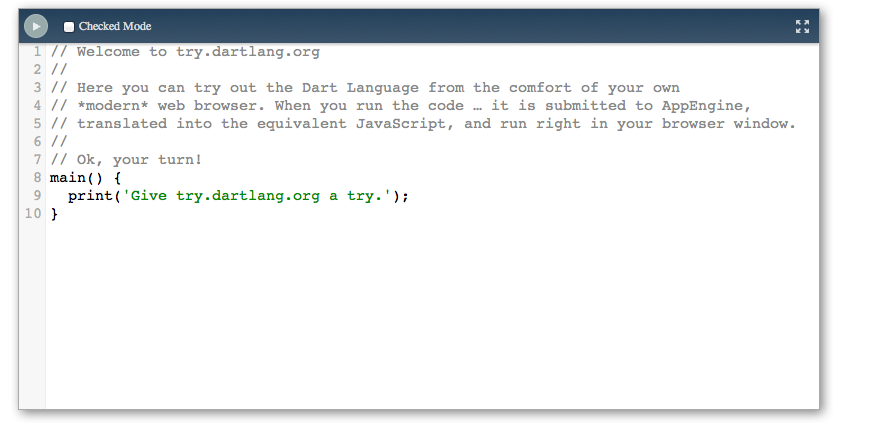 Checked Mode
1 // Welcome to try.dartlang.org
2 //
3 // Here you can try out the Dart Language from the comfort of your own
4 // *modern* web browser. When you run the code … it is submitted to AppEngine,
5 // translated into the equivalent JavaScript, and run right in your browser window.
6 //
7 // Ok, your turn!
8 main() {
9   print('Give try.dartlang.org a try.');
10 }